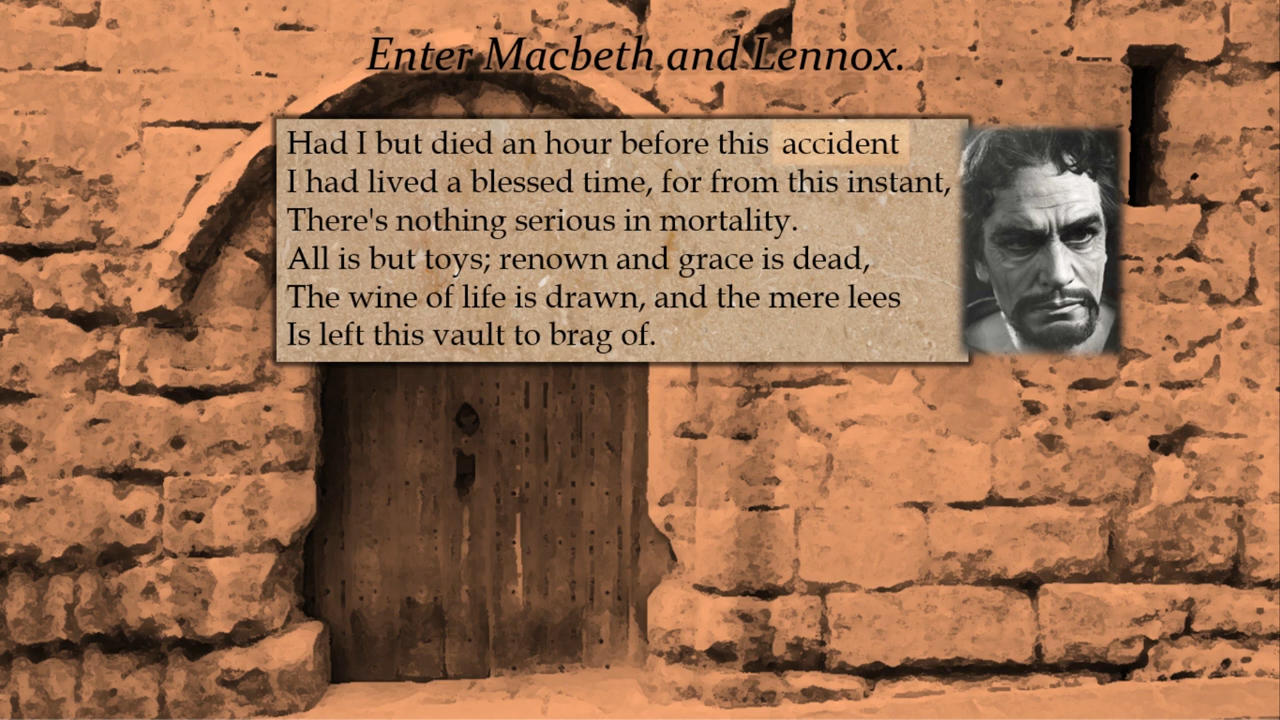 Enter Macbeth and Lennox.
Had I but died an hour before this accident
I had lived a blessed time, for from this instant,
There's nothing serious in mortality.
All is but toys; renown and grace is dead,
The wine of life is drawn, and the mere lees
Is left this vault to brag of.